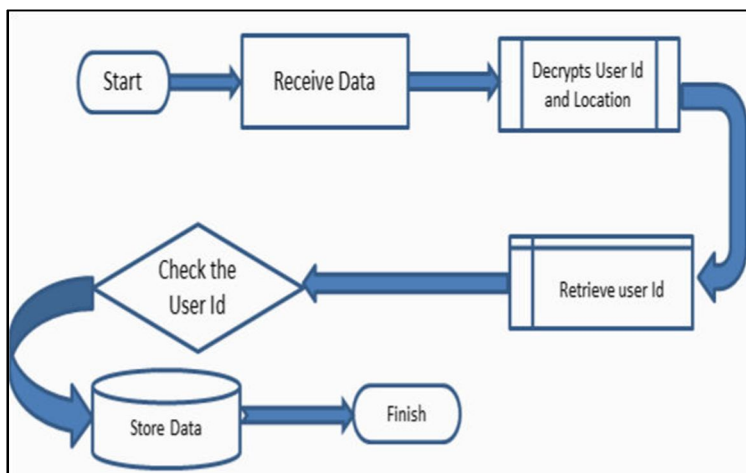 Start
Receive Data
Decrypts User Id
and Location
Retrieve user Id
Check the
User Id
Store Data
Finish